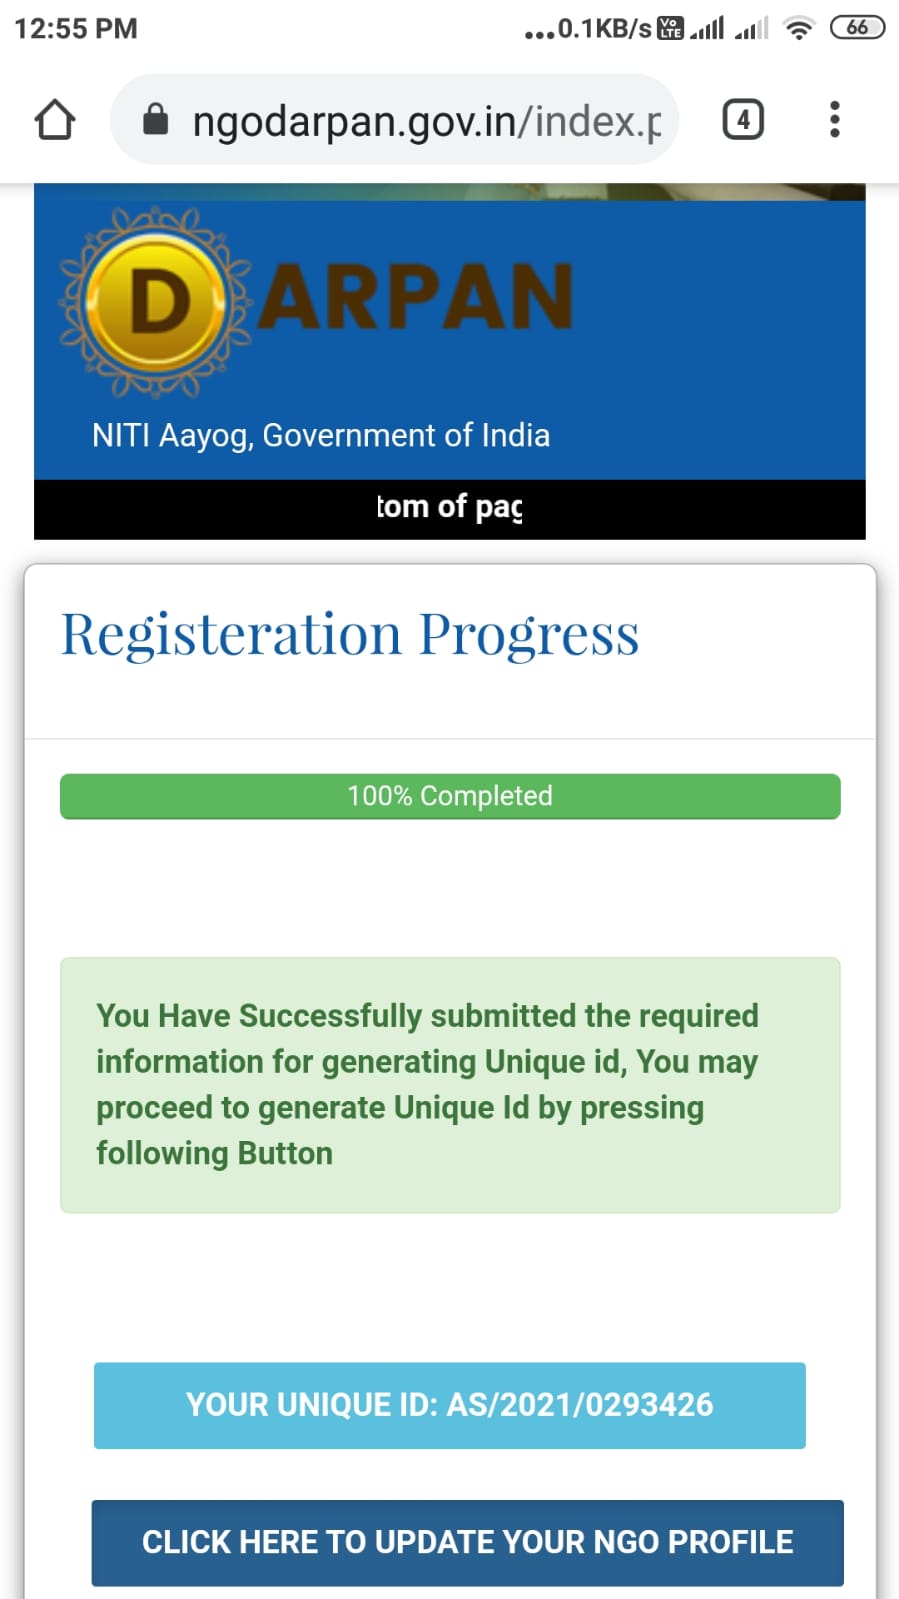 12:55 PM
...0.1KB/s Vo LTE 66
ngodarpan.gov.in/index.p
4
DARPAN
NITI Aayog, Government of India
tom of pag
Registeration Progress
100% Completed
You Have Successfully submitted the required
information for generating Unique id, You may
proceed to generate Unique Id by pressing
following Button
YOUR UNIQUE ID: AS/2021/0293426
CLICK HERE TO UPDATE YOUR NGO PROFILE